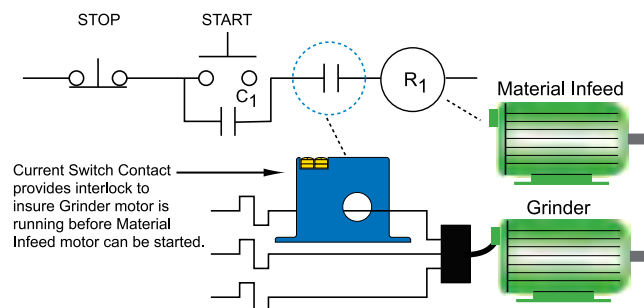 STOP
START
C1
R1
Material Infeed
Current Switch Contact
provides interlock to
insure Grinder motor is
running before Material
Infeed motor can be started.
Grinder